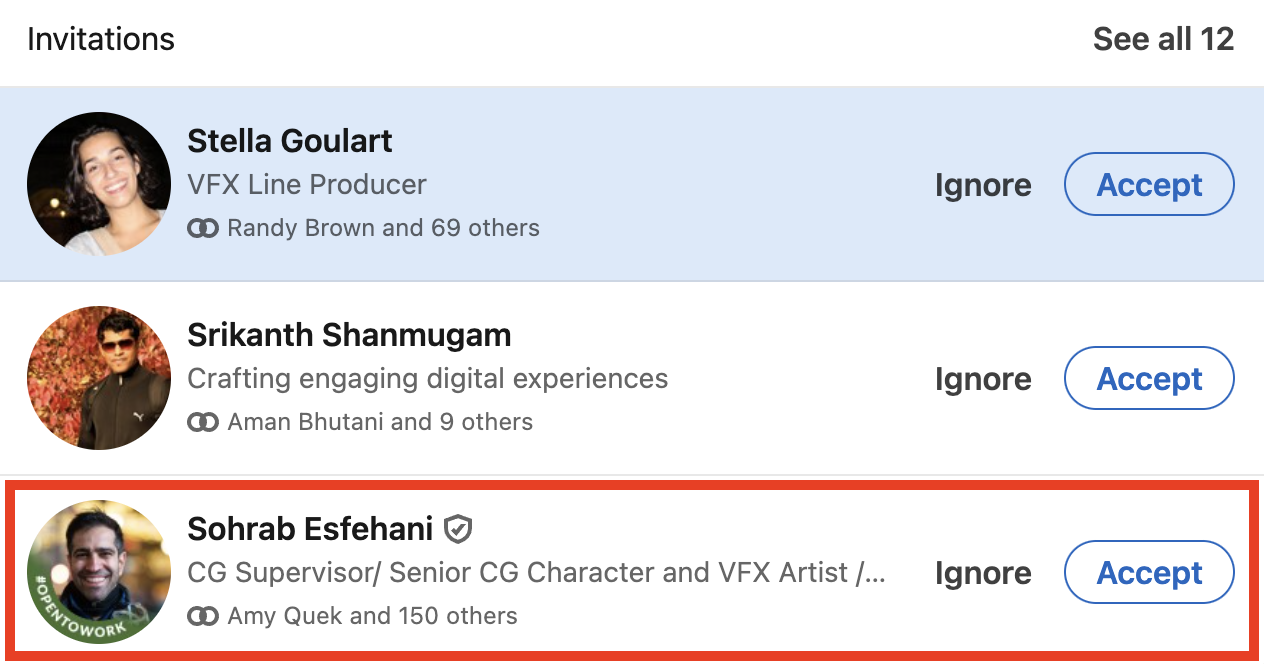 Invitations
See all 12
Stella Goulart
VFX Line Producer
Randy Brown and 69 others
Ignore
Accept
Srikanth Shanmugam
Crafting engaging digital experiences
Aman Bhutani and 9 others
Ignore
Accept
Sohrab Esfehani
CG Supervisor/ Senior CG Character and VFX Artist /...
Amy Quek and 150 others
#OPENTOWORK
Ignore
Accept